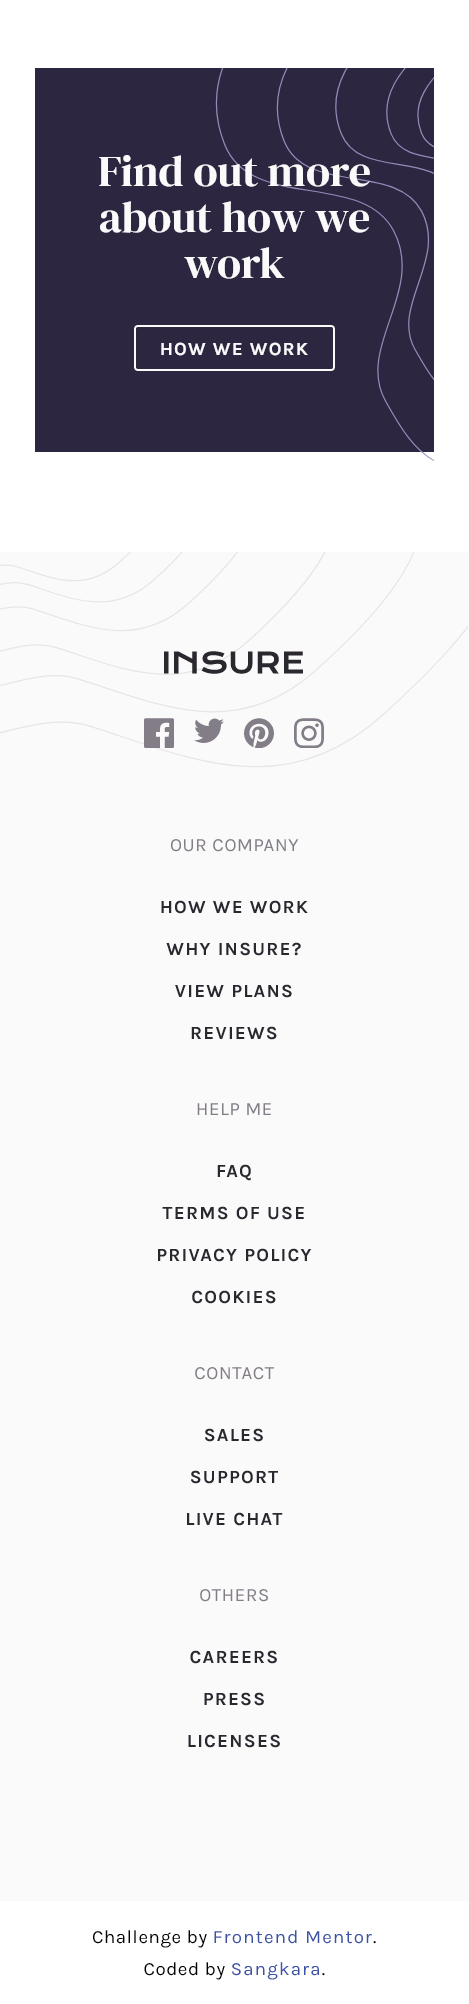 Find out more
about how we
work
HOW WE WORK
INSURE
OUR COMPANY
HOW WE WORK
WHY INSURE?
VIEW PLANS
REVIEWS
HELP ME
FAQ
TERMS OF USE
PRIVACY POLICY
COOKIES
CONTACT
SALES
SUPPORT
LIVE CHAT
OTHERS
CAREERS
PRESS
LICENSES
Challenge by Frontend Mentor.
Coded by Sangkara.